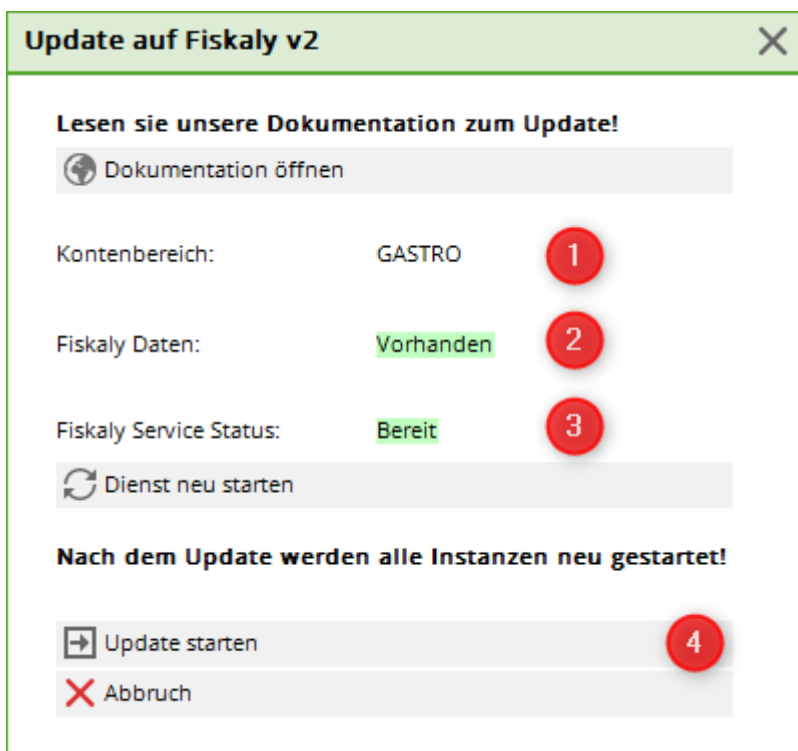 Update auf Fiskaly v2
Lesen sie unsere Dokumentation zum Update!
Dokumentation öffnen
Kontenbereich: GASTRO 1
Fiskaly Daten: Vorhanden 2
Fiskaly Service Status: Bereit 3
Dienst neu starten
Nach dem Update werden alle Instanzen neu gestartet!
Update starten 4
Abbruch